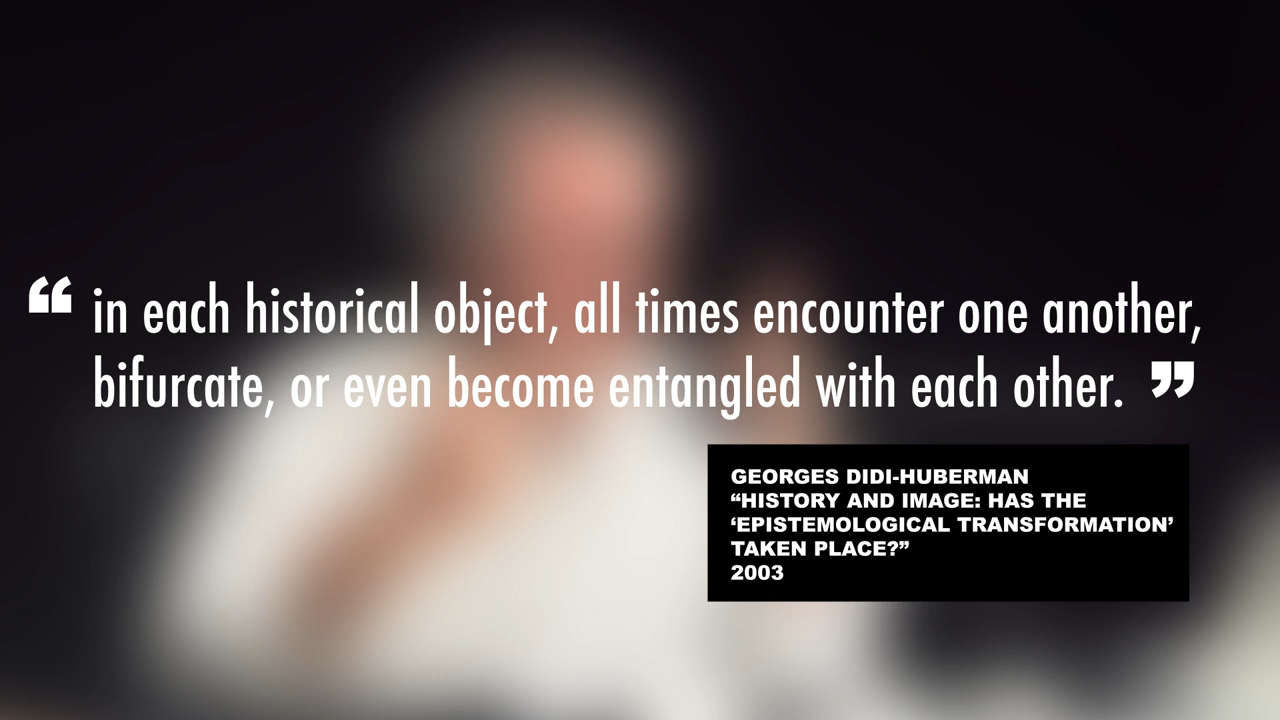 “ in each historical object, all times encounter one another,
bifurcate, or even become entangled with each other. ”
GEORGES DIDI-HUBERMAN
“HISTORY AND IMAGE: HAS THE
‘EPISTEMOLOGICAL TRANSFORMATION’
TAKEN PLACE?”
2003